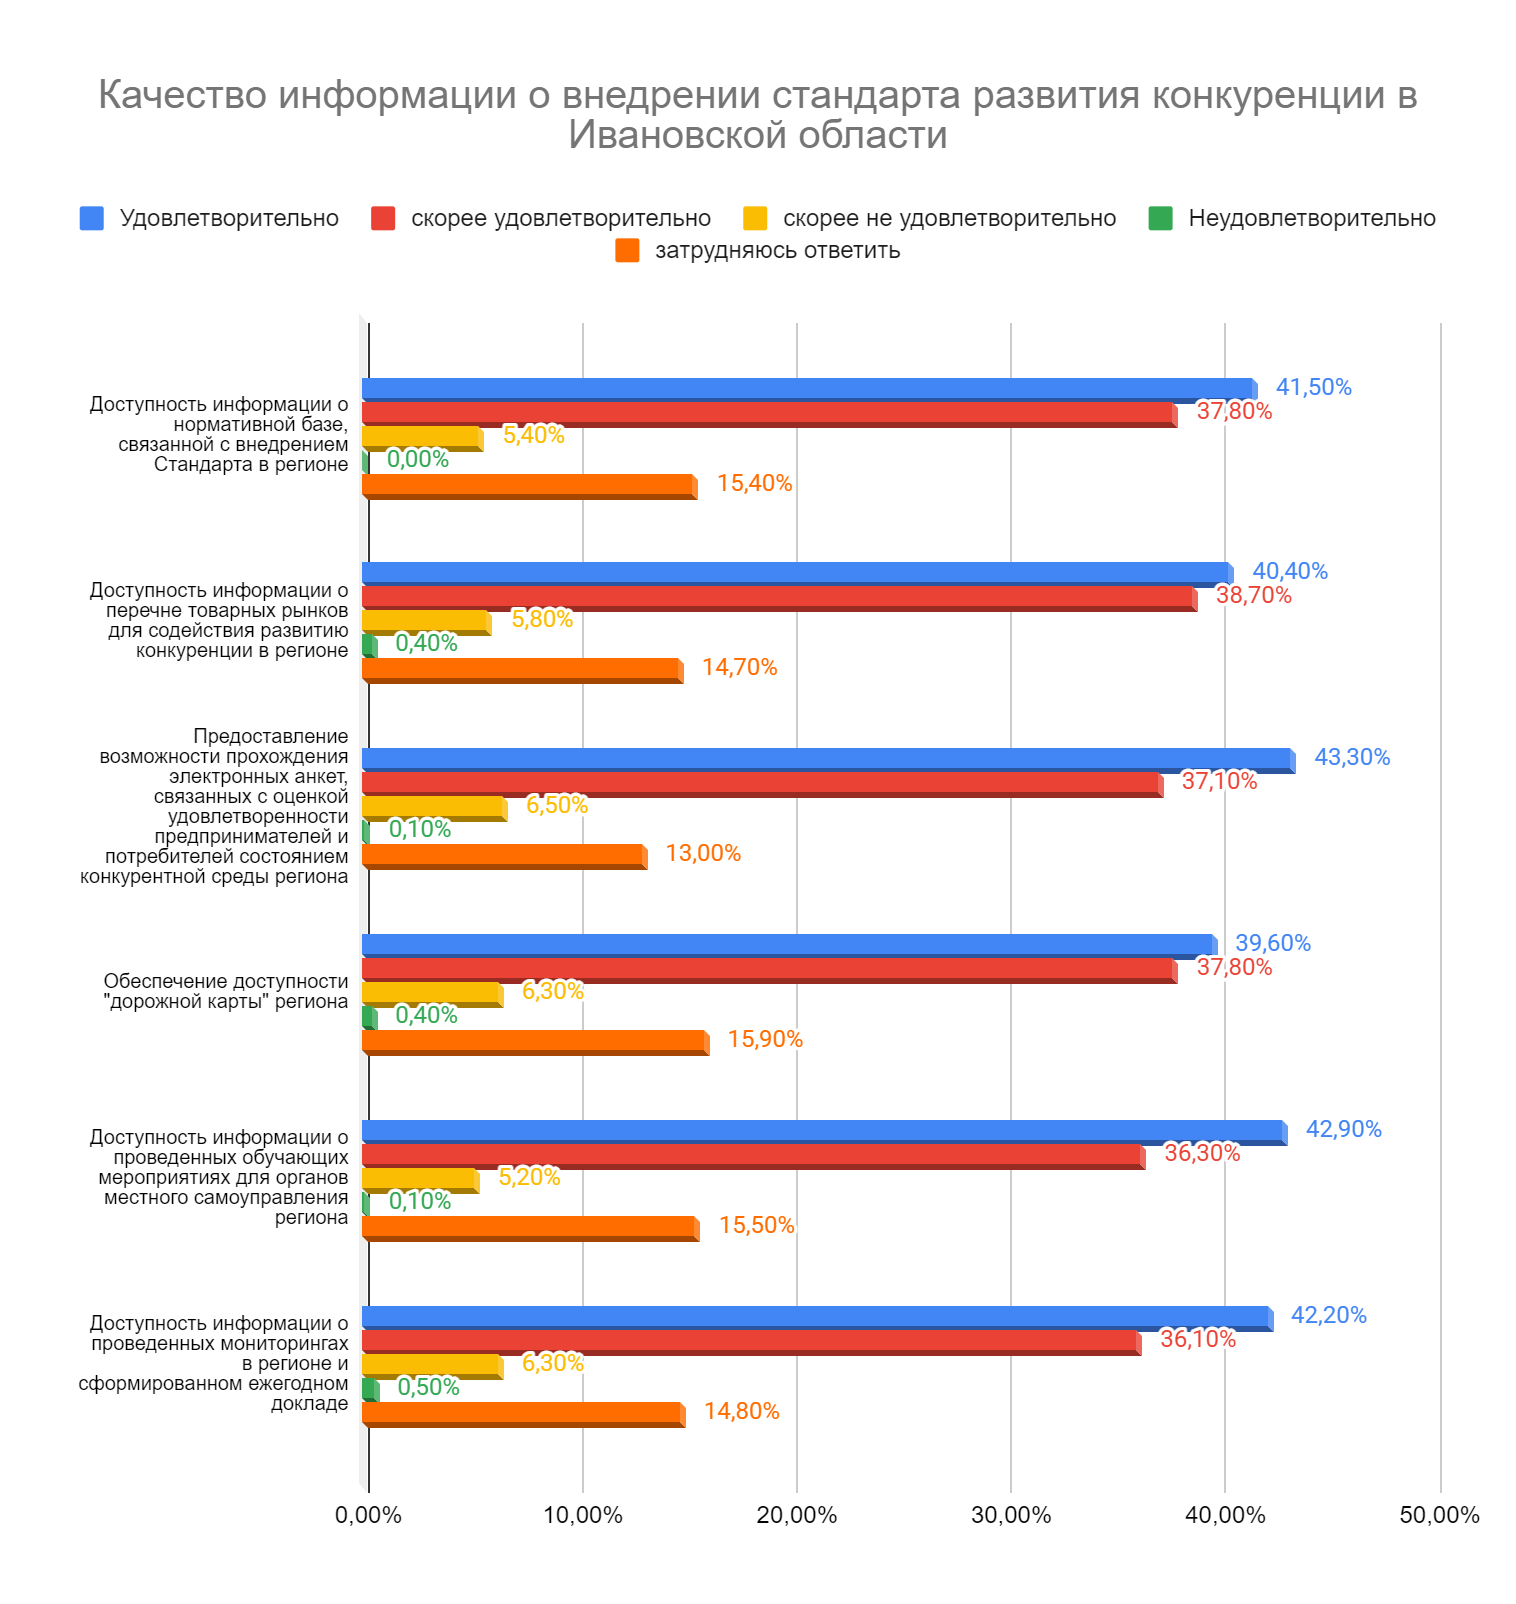 Качество информации о внедрении стандарта развития конкуренции в
Ивановской области
Удовлетворительно скорее удовлетворительно скорее не удовлетворительно Неудовлетворительно
затрудняюсь ответить
Доступность информации о
нормативной базе,
связанной с внедрением
Стандарта в регионе
41,50%
37,80%
5,40%
0,00%
15,40%
Доступность информации о
перечне товарных рынков
для содействия развитию
конкуренции в регионе
40,40%
38,70%
5,80%
0,40%
14,70%
Предоставление
возможности прохождения
электронных анкет,
связанных с оценкой
удовлетворенности
предпринимателей и
потребителей состоянием
конкурентной среды региона
43,30%
37,10%
6,50%
0,10%
13,00%
Обеспечение доступности
"дорожной карты" региона
39,60%
37,80%
6,30%
0,40%
15,90%
Доступность информации о
проведенных обучающих
мероприятиях для органов
местного самоуправления
региона
42,90%
36,30%
5,20%
0,10%
15,50%
Доступность информации о
проведенных мониторингах
в регионе и
сформированном ежегодном
докладе
42,20%
36,10%
6,30%
0,50%
14,80%
0,00% 10,00% 20,00% 30,00% 40,00% 50,00%